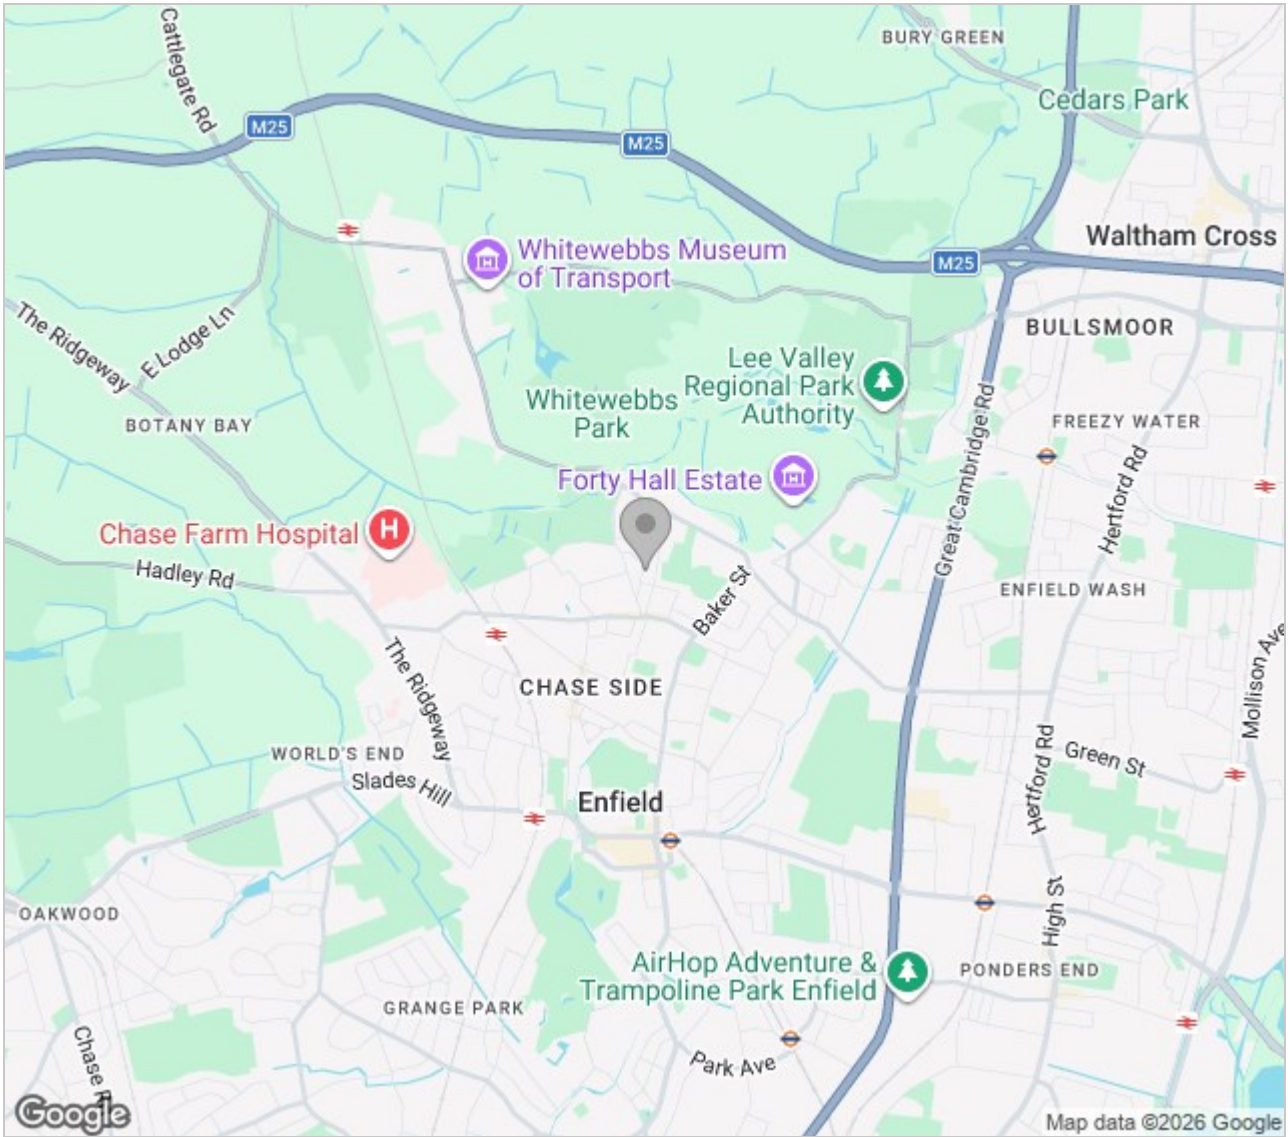 Cattlegate Rd
BURY GREEN
Cedars Park
M25
M25
Waltham Cross
Whitewebbs Museum
of Transport
M25
The Ridgeway
E Lodge Ln
BULLSMOOR
Lee Valley
Regional Park
Authority
Whitewebbs
Park
BOTANY BAY
FREEZY WATER
Great Cambridge Rd
Hertford Rd
Forty Hall Estate
Chase Farm Hospital
H
Hadley Rd
Baker St
ENFIELD WASH
The Ridgeway
CHASE SIDE
Mollison Ave
WORLD'S END
Slades Hill
Green St
Hertford Rd
Enfield
OAKWOOD
High St
AirHop Adventure &
Trampoline Park Enfield
PONDERS END
GRANGE PARK
Chase R
Park Ave
Google
Map data ©2026 Google